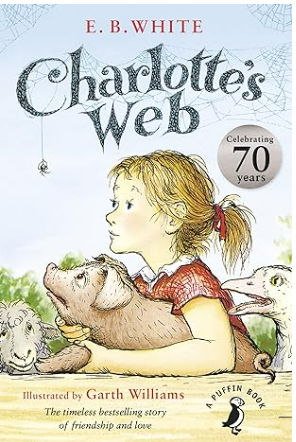 E. B. WHITE
Charlotte's
Web
Celebrating
70
years
Illustrated by Garth Williams
The timeless bestselling story
of friendship and love
A PUFFIN BOOK